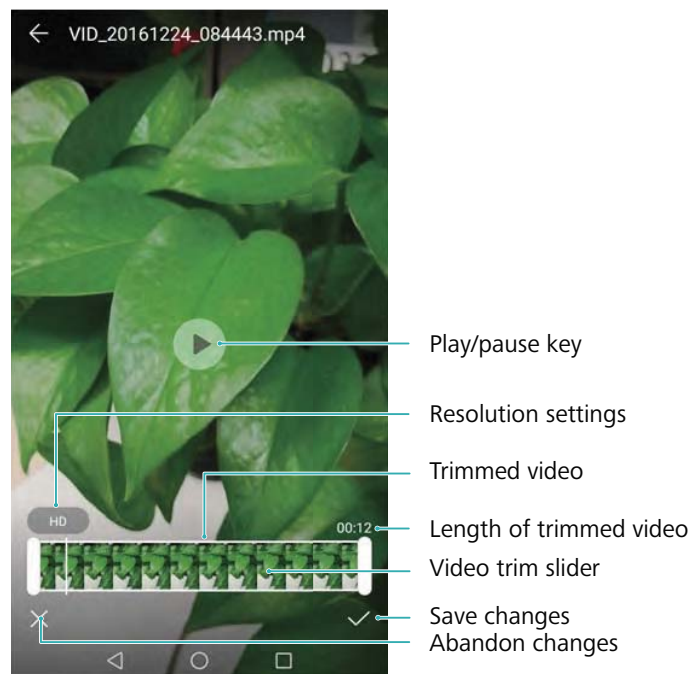 VID_20161224_084443.mp4
Play/pause key
Resolution settings
Trimmed video
HD
00:12
Length of trimmed video
Video trim slider
Save changes
Abandon changes